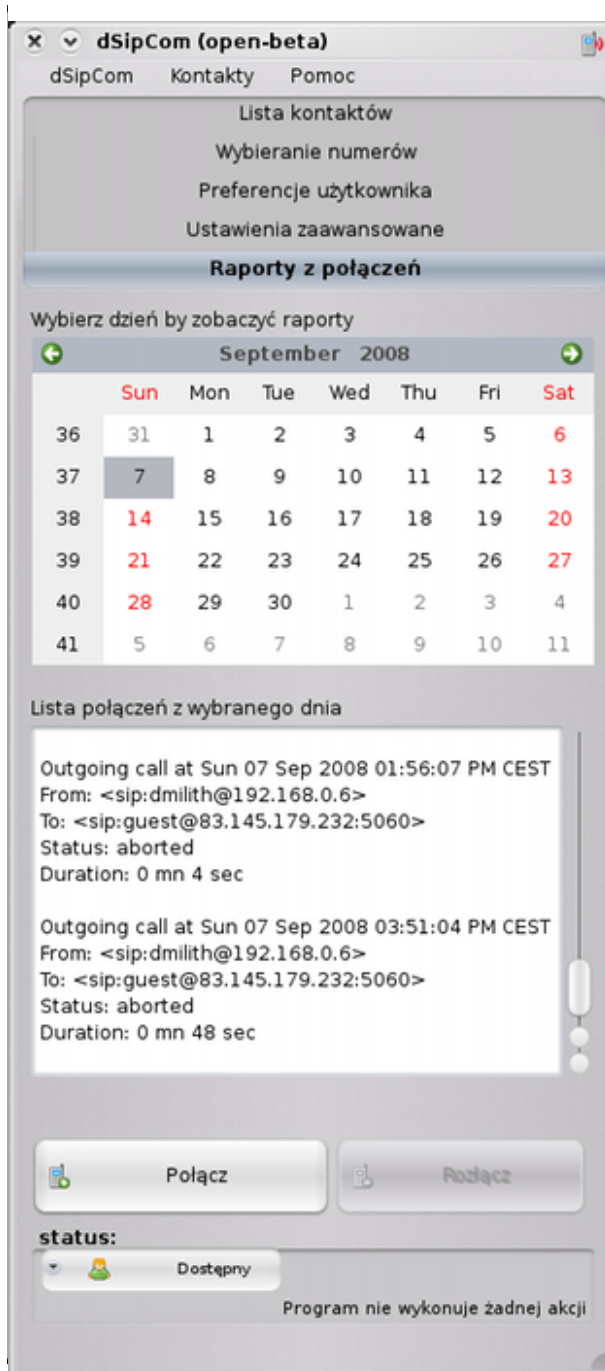 dSipCom (open-beta)
dSipCom Kontakty Pomoc
Lista kontaktów
Wybieranie numerów
Preferencje użytkownika
Ustawienia zaawansowane
Raporty z połączeń
Wybierz dzień by zobaczyć raporty
September 2008
Sun Mon Tue Wed Thu Fri Sat
36 31 1 2 3 4 5 6
37 7 8 9 10 11 12 13
38 14 15 16 17 18 19 20
39 21 22 23 24 25 26 27
40 28 29 30 1 2 3 4
41 5 6 7 8 9 10 11
Lista połączeń z wybranego dnia
Outgoing call at Sun 07 Sep 2008 01:56:07 PM CEST
From: <sip:dmilith@192.168.0.6>
To: <sip:guest@83.145.179.232:5060>
Status: aborted
Duration: 0 mn 4 sec
Outgoing call at Sun 07 Sep 2008 03:51:04 PM CEST
From: <sip:dmilith@192.168.0.6>
To: <sip:guest@83.145.179.232:5060>
Status: aborted
Duration: 0 mn 48 sec
Połącz Rozłącz
status:
Dostępny
Program nie wykonuje żadnej akcji